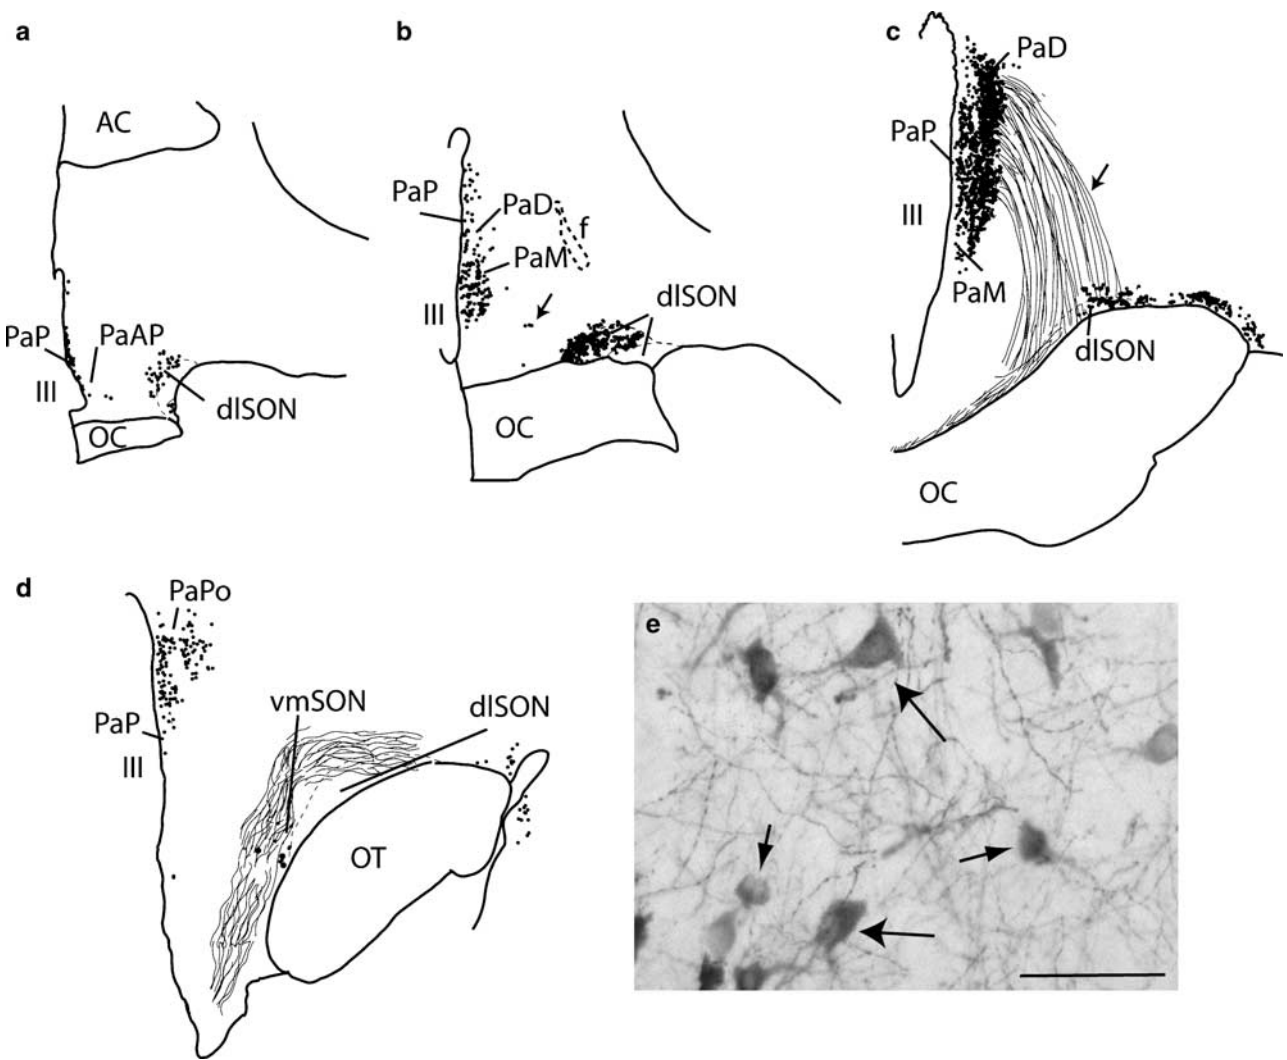 a
AC
PaP
PaAP
III
dlSON
OC
b
PaP
PaD
f
PaM
dlSON
III
OC
c
PaD
PaP
III
PaM
dlSON
OC
d
PaPo
vmSON
dlSON
PaP
III
OT
e